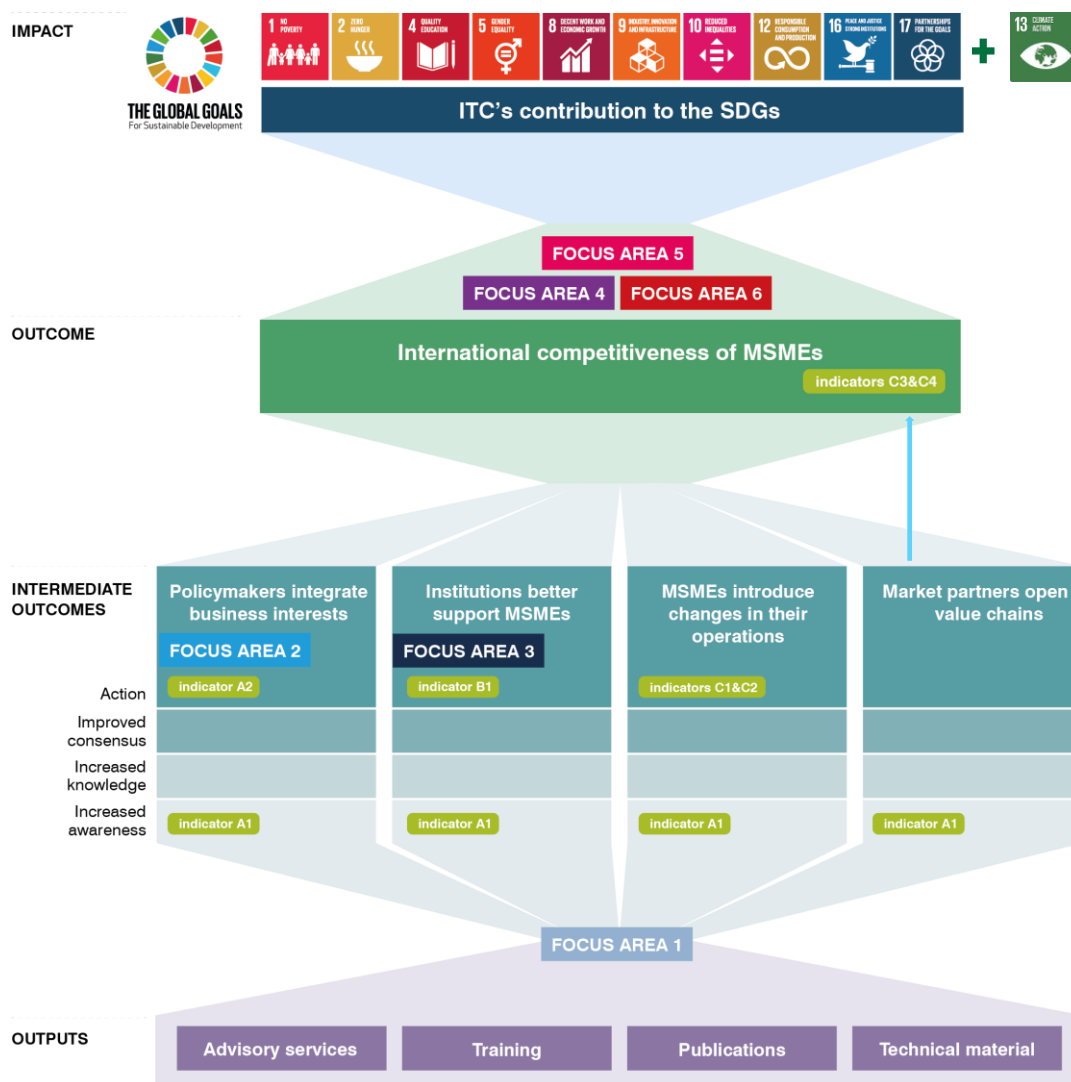 IMPACT
THE GLOBAL GOALS
For Sustainable Development
1 NO
POVERTY
2 ZERO
HUNGER
4 QUALITY
EDUCATION
5 GENDER
EQUALITY
8 DECENT WORK AND
ECONOMIC GROWTH
9 INDUSTRY, INNOVATION
AND INFRASTRUCTURE
10 REDUCED
INEQUALITIES
12 RESPONSIBLE
CONSUMPTION
AND PRODUCTION
16 PEACE AND JUSTICE
STRONG INSTITUTIONS
17 PARTNERSHIPS
FOR THE GOALS
13 CLIMATE
ACTION
ITC's contribution to the SDGs
FOCUS AREA 5
FOCUS AREA 4
FOCUS AREA 6
OUTCOME
International competitiveness of MSMEs
indicators C3&C4
INTERMEDIATE
OUTCOMES
Policymakers integrate
business interests
FOCUS AREA 2
indicator A2
Institutions better
support MSMEs
FOCUS AREA 3
indicator B1
MSMEs introduce
changes in their
operations
indicators C1&C2
Market partners open
value chains
Action
Improved
consensus
Increased
knowledge
Increased
awareness
indicator A1
indicator A1
indicator A1
indicator A1
FOCUS AREA 1
OUTPUTS
Advisory services
Training
Publications
Technical material